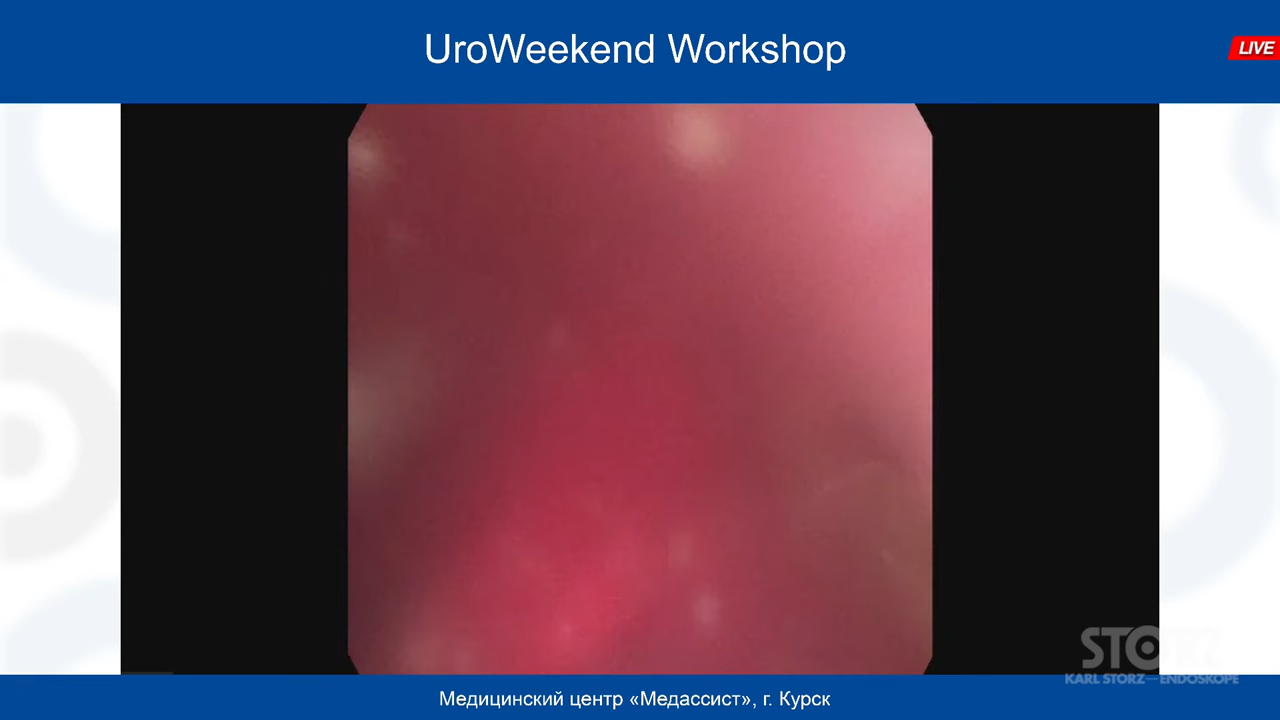 UroWeekend Workshop
LIVE
STORZ
KARL STORZ—ENDOSKOPE
Медицинский центр «Медассист», г. Курск